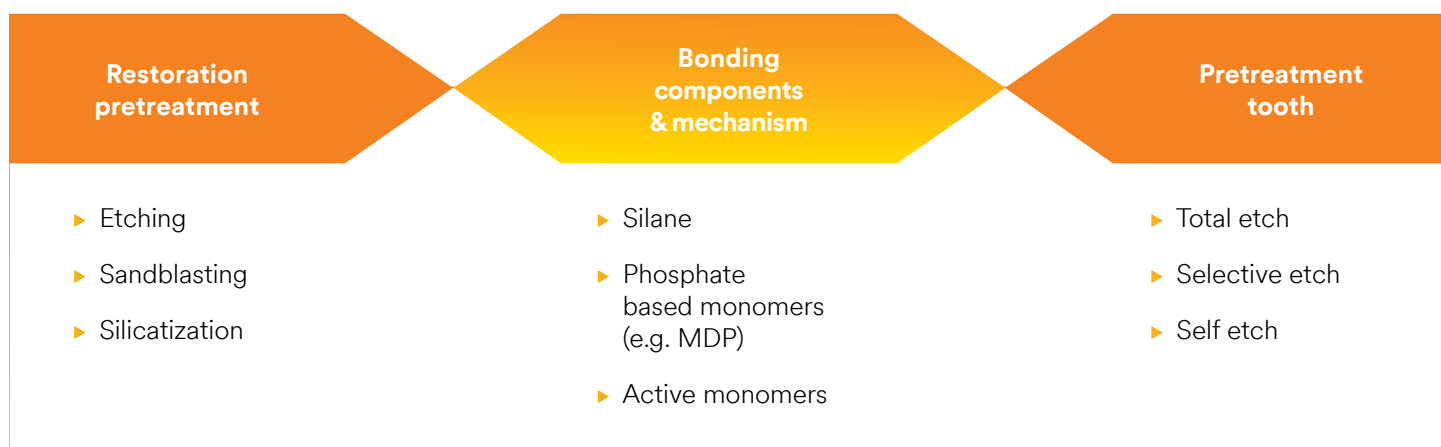 Restoration
pretreatment
Bonding
components
& mechanism
Pretreatment
tooth
Etching
Sandblasting
Silicatization
Silane
Phosphate
based monomers
(e.g. MDP)
Active monomers
Total etch
Selective etch
Self etch